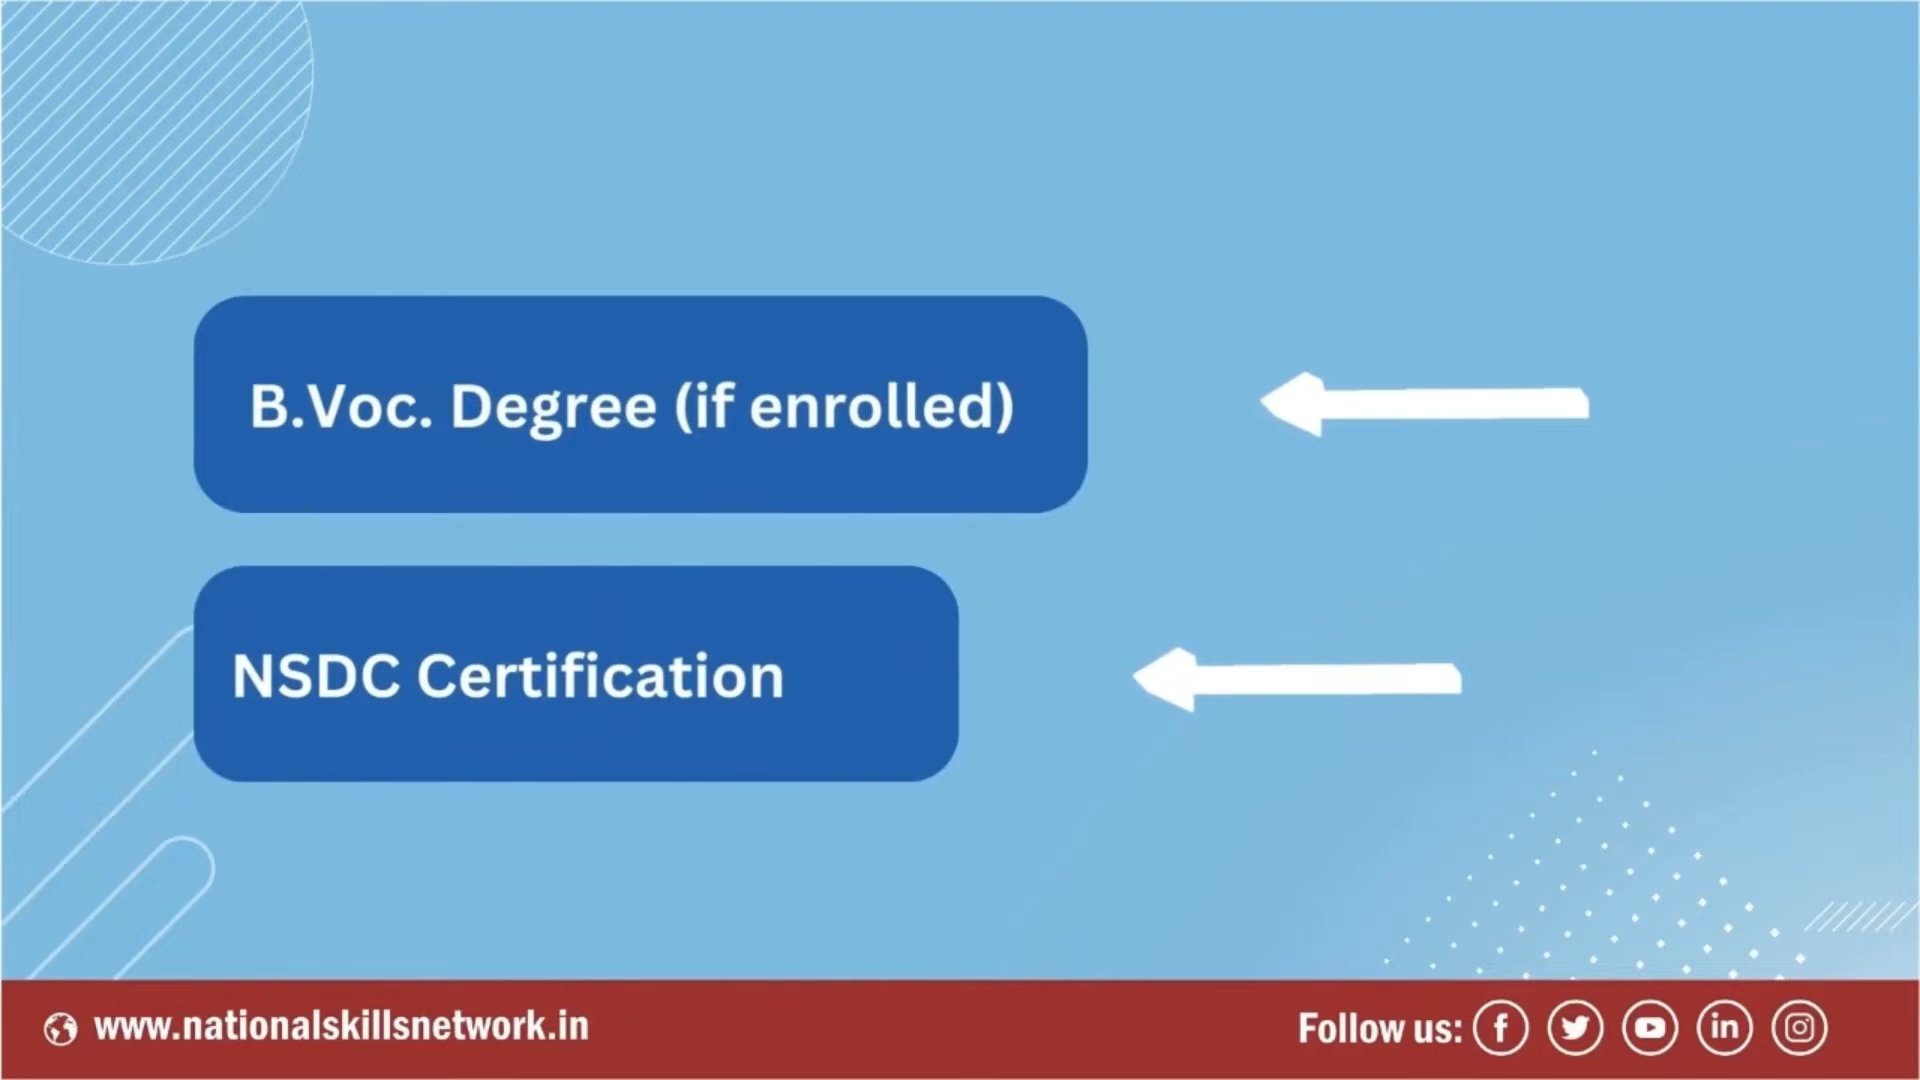 B.Voc. Degree (if enrolled)
NSDC Certification
www.nationalskillsnetwork.in
Follow us: